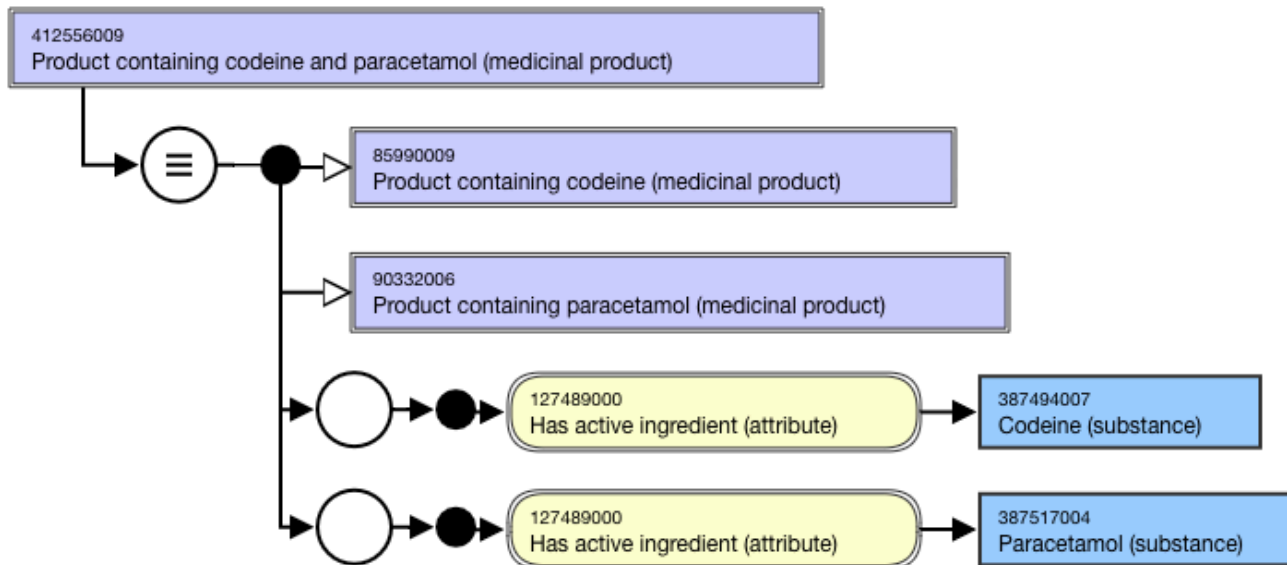 412556009
Product containing codeine and paracetamol (medicinal product)
85990009
Product containing codeine (medicinal product)
90332006
Product containing paracetamol (medicinal product)
127489000
Has active ingredient (attribute)
387494007
Codeine (substance)
127489000
Has active ingredient (attribute)
387517004
Paracetamol (substance)